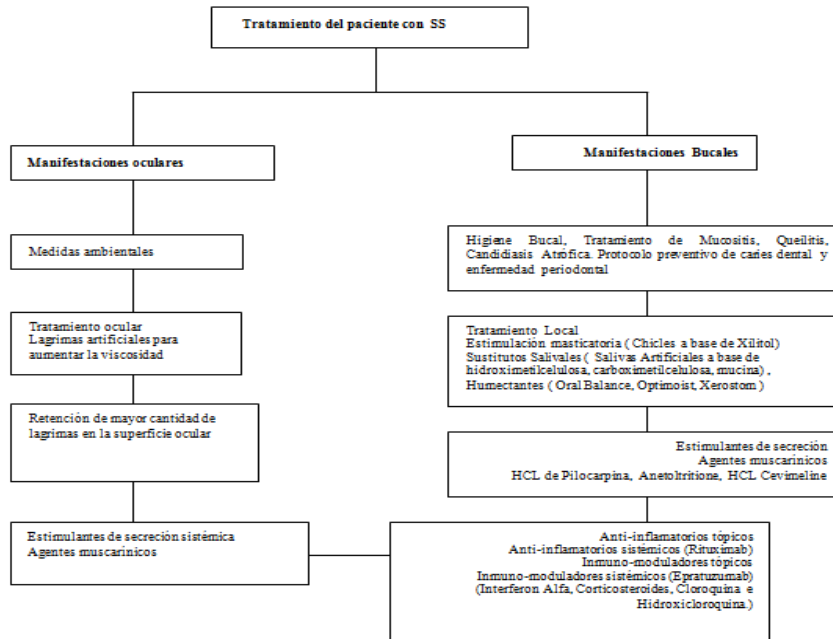 Tratamiento del paciente con SS
Manifestaciones oculares
Medidas ambientales
Tratamiento ocular
Lagrimas artificiales para
aumentar la viscosidad
Retención de mayor cantidad de
lagrimas en la superficie ocular
Estimulantes de secreción sistémica
Agentes muscarínicos
Manifestaciones Bucales
Higiene Bucal, Tratamiento de Mucositis, Queilitis,
Candidiasis Atrófica. Protocolo preventivo de caries dental y
enfermedad periodontal
Tratamiento Local
Estimulación masticatoria ( Chicles a base de Xilitol)
Sustitutos Salivales ( Salivas Artificiales a base de
hidroximetilcelulosa, carboximetilcelulosa, mucina) ,
Humectantes ( Oral Balance, Optimoist, Xerostom )
Estimulantes de secreción
Agentes muscarínicos
HCL de Pilocarpina, Anetoltritione, HCL Cevimeline
Anti-inflamatorios tópicos
Anti-inflamatorios sistémicos (Rituximab)
Inmuno-moduladores tópicos
Inmuno-moduladores sistémicos (Epratuzumab)
(Interferon Alfa, Corticosteroides, Cloroquina e
Hidroxicloroquina.)